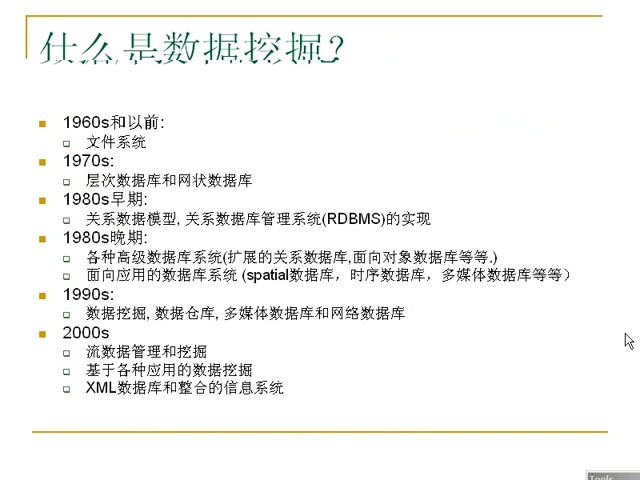 什么是数据挖掘?
1960s和以前:
文件系统
1970s:
层次数据库和网状数据库
1980s早期:
关系数据模型, 关系数据库管理系统(RDBMS)的实现
1980s晚期:
各种高级数据库系统(扩展的关系数据库,面向对象数据库等等.)
面向应用的数据库系统 (spatial数据库，时序数据库，多媒体数据库等等）
1990s:
数据挖掘, 数据仓库, 多媒体数据库和网络数据库
2000s
流数据管理和挖掘
基于各种应用的数据挖掘
XML数据库和整合的信息系统
Tools